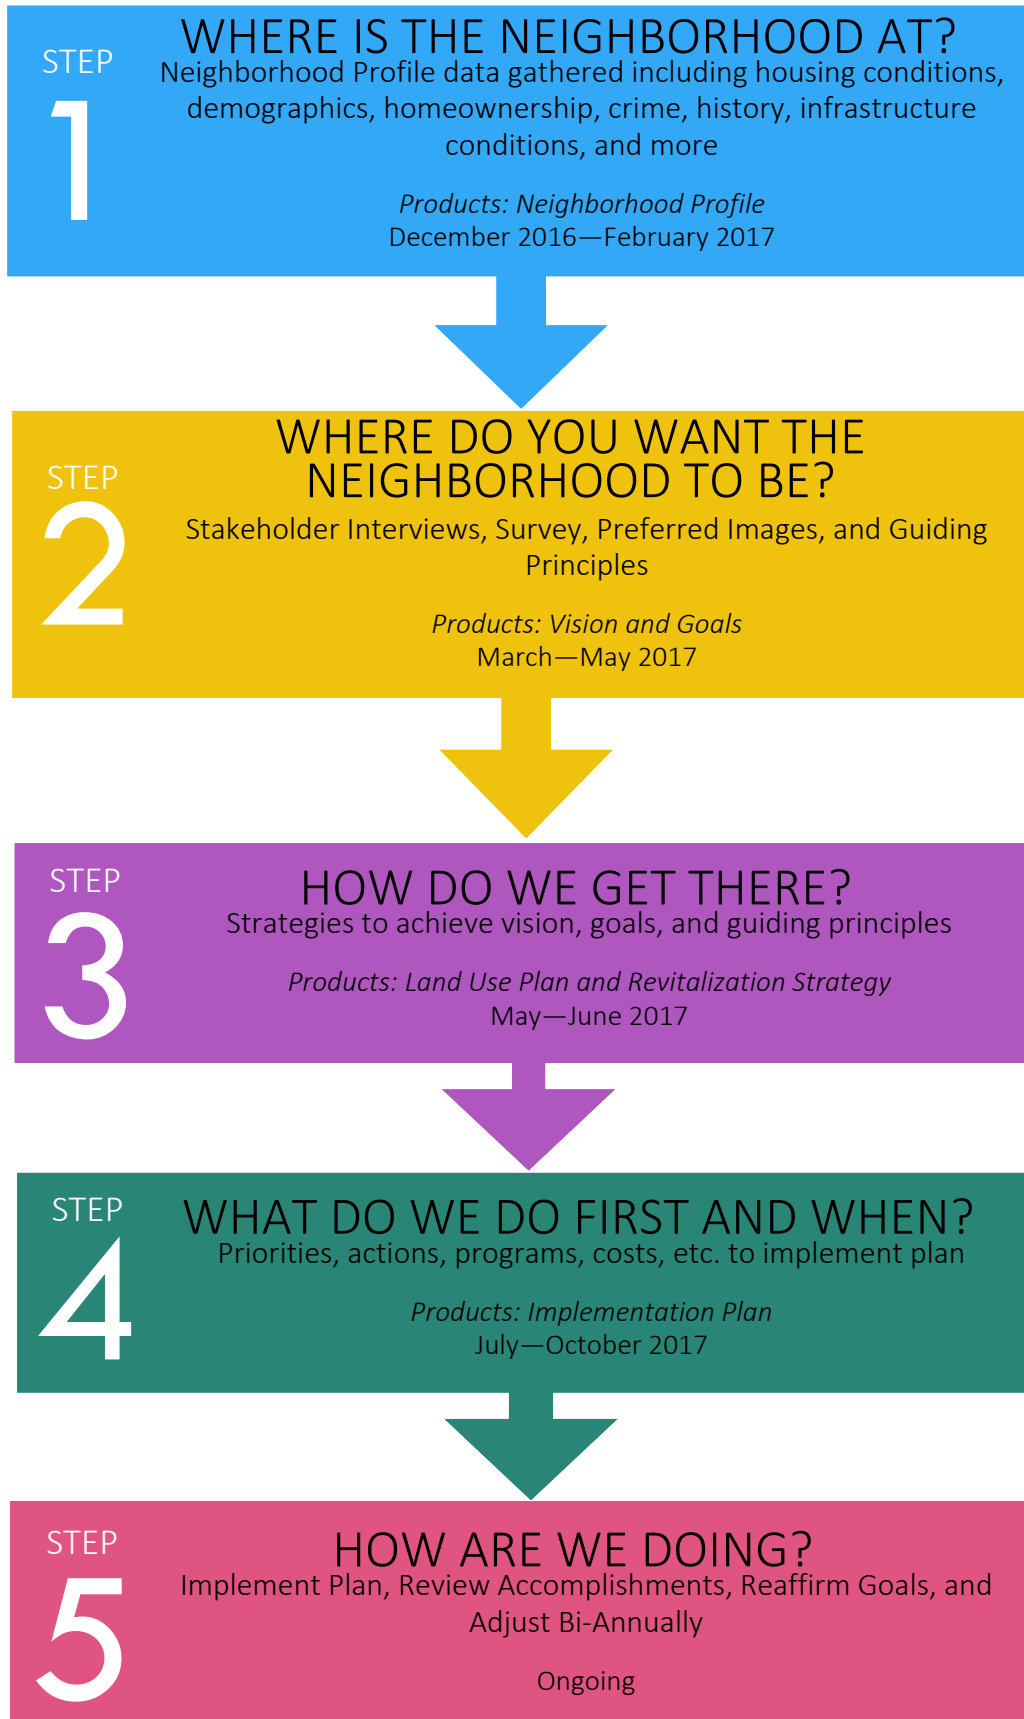 STEP
1
WHERE IS THE NEIGHBORHOOD AT?
Neighborhood Profile data gathered including housing conditions,
demographics, homeownership, crime, history, infrastructure
conditions, and more
Products: Neighborhood Profile
December 2016—February 2017
STEP
2
WHERE DO YOU WANT THE
NEIGHBORHOOD TO BE?
Stakeholder Interviews, Survey, Preferred Images, and Guiding
Principles
Products: Vision and Goals
March—May 2017
STEP
3
HOW DO WE GET THERE?
Strategies to achieve vision, goals, and guiding principles
Products: Land Use Plan and Revitalization Strategy
May—June 2017
STEP
4
WHAT DO WE DO FIRST AND WHEN?
Priorities, actions, programs, costs, etc. to implement plan
Products: Implementation Plan
July—October 2017
STEP
5
HOW ARE WE DOING?
Implement Plan, Review Accomplishments, Reaffirm Goals, and
Adjust Bi-Annually
Ongoing